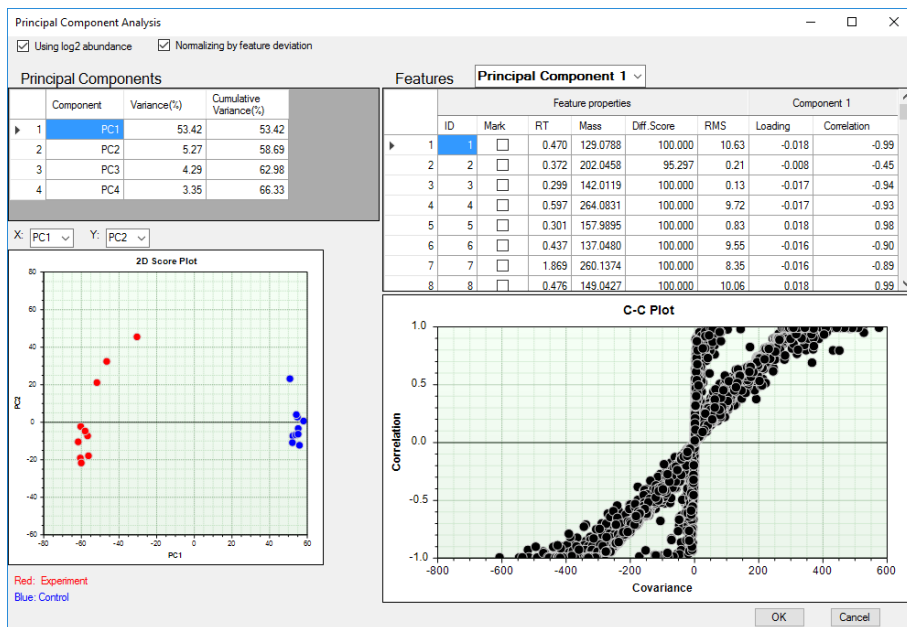 Principal Component Analysis
Using log2 abundance Normalizing by feature deviation
Principal Components
Component Variance(%) Cumulative Variance(%)
1 PC1 53.42 53.42
2 PC2 5.27 58.69
3 PC3 4.29 62.98
4 PC4 3.35 66.33
X: PC1 Y: PC2
2D Score Plot
80
60
40
20
0
-20
-40
-60
PC2
-80 -60 -40 -20 0 20 40 60
PC1
Red: Experiment
Blue: Control
Features Principal Component 1
Feature properties Component 1
ID Mark RT Mass Diff.Score RMS Loading Correlation
1 1 0.470 129.0788 100.000 10.63 -0.018 -0.99
2 2 0.372 202.0458 95.297 0.21 -0.008 -0.45
3 3 0.299 142.0119 100.000 0.13 -0.017 -0.94
4 4 0.597 264.0831 100.000 9.72 -0.017 -0.93
5 5 0.301 157.9895 100.000 0.83 0.018 0.98
6 6 0.437 137.0480 100.000 9.55 -0.016 -0.90
7 7 1.869 260.1374 100.000 8.35 -0.016 -0.89
8 8 0.476 149.0427 100.000 10.06 0.018 0.99
C-C Plot
1.0
0.5
0.0
-0.5
-1.0
Correlation
-800 -600 -400 -200 0 200 400 600
Covariance
OK Cancel